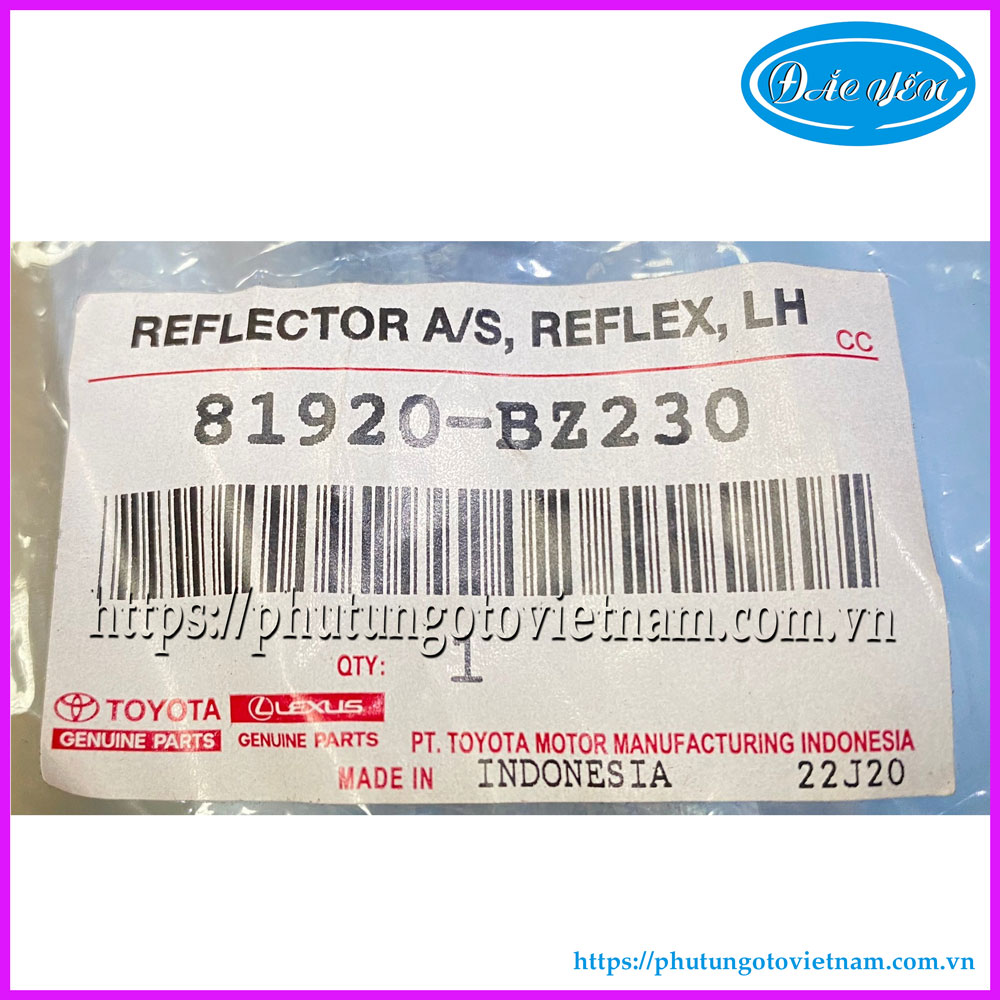 ĐẮC YẾN
REFLECTOR A/S, REFLEX, LH
CC
81920-BZ230
https://phutungotovietnam.com.vn
QTY: 1
TOYOTA LEXUS
GENUINE PARTS GENUINE PARTS PT. TOYOTA MOTOR MANUFACTURING INDONESIA
MADE IN INDONESIA 22J20
https://phutungotovietnam.com.vn